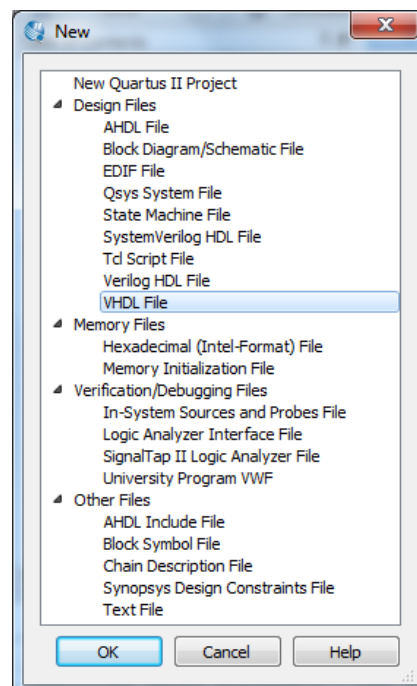 New
New Quartus II Project
Design Files
AHDL File
Block Diagram/Schematic File
EDIF File
Qsys System File
State Machine File
SystemVerilog HDL File
Tcl Script File
Verilog HDL File
VHDL File
Memory Files
Hexadecimal (Intel-Format) File
Memory Initialization File
Verification/Debugging Files
In-System Sources and Probes File
Logic Analyzer Interface File
SignalTap II Logic Analyzer File
University Program VWF
Other Files
AHDL Include File
Block Symbol File
Chain Description File
Synopsys Design Constraints File
Text File
OK Cancel Help